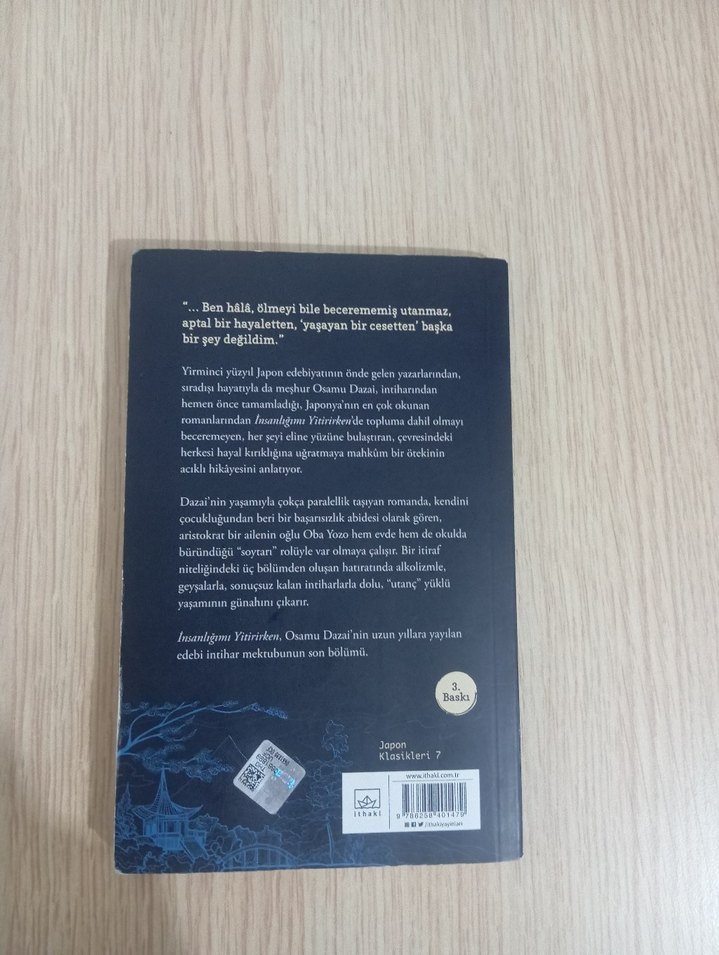 “... Ben hâlâ, ölmeyi bile becerememiş utanmaz,
aptal bir hayaletten, ‘yaşayan bir cesetten’ başka
bir şey değildim.”
Yirminci yüzyıl Japon edebiyatının önde gelen yazarlarından,
sıradışı hayatıyla da meşhur Osamu Dazai, intiharından
hemen önce tamamladığı, Japonya’nın en çok okunan
romanlarından İnsanlığımı Yitirirken’de topluma dahil olmayı
beceremeyen, her şeyi eline yüzüne bulaştıran, çevresindeki
herkesi hayal kırıklığına uğratmaya mahkûm bir ötekinin
acıklı hikâyesini anlatıyor.
Dazai’nin yaşamıyla çokça paralellik taşıyan romanda, kendini
çocukluğundan beri bir başarısızlık abidesi olarak gören,
aristokrat bir ailenin oğlu Oba Yozo hem evde hem de okulda
büründüğü “soytarı” rolüyle var olmaya çalışır. Bir itiraf
niteliğindeki üç bölümden oluşan hatıratında alkolizmle,
geyşalarla, sonuçsuz kalan intiharlarla dolu, “utanç” yüklü
yaşamının günahını çıkarır.
İnsanlığımı Yitirirken, Osamu Dazai’nin uzun yıllara yayılan
edebi intihar mektubunun son bölümü.
3.
Baskı
Japon
Klasikleri 7
www.ithaki.com.tr
ithaki
9 786258 401479
/ithakiyayinlari